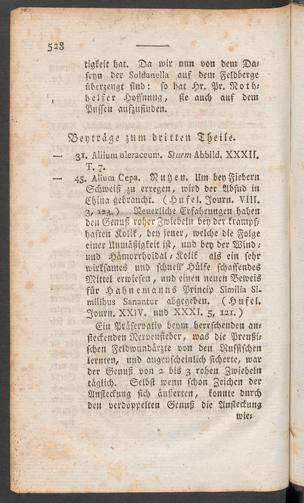 528
tigkeit hat. Da wir nun von dem Da-
seyn der Soldanella auf dem Feldberge
überzeugt sind: so hat Hr. Pr. Roth-
helfer Hoffnung, sie auch auf dem
Pussen aufzufinden.
Beyträge zum dritten Theile.
— 31. Allium oleraceum. Sturm Abbild. XXXII.
T. 7.
— 45. Alium Cepa. Nutzen. Um bey Fiebern
Schweiß zu erregen, wird der Absud in
China gebraucht. (Hufel. Journ. VIII.
3, 123.) Neuerliche Erfahrungen haben
den Genuß roher Zwiebeln bey der krampf-
haften Kolik, bey jener, welche die Folge
einer Unmäßigkeit ist, und bey der Wind-
und Hämorrhoidal-Kolik als ein sehr
wirksames und schnell Hülfe schaffendes
Mittel erwiesen, und einen neuen Beweis
für Hahnemanns Princip Similia Si-
milibus Sanantur abgegeben. (Hufel.
Journ. XXIV. und XXXI. 5, 121.)
Ein Präservativ beym herrschenden an-
steckenden Nervenfieber, was die Preußi-
schen Feldwundärzte von den Russischen
lernten, und augenscheinlich sicherte, war
der Genuß von 2 bis 3 rohen Zwiebeln
täglich. Selbst wenn schon Zeichen der
Ansteckung sich äußerten, konnte durch
den verdoppelten Genuß die Ansteckung
wie-